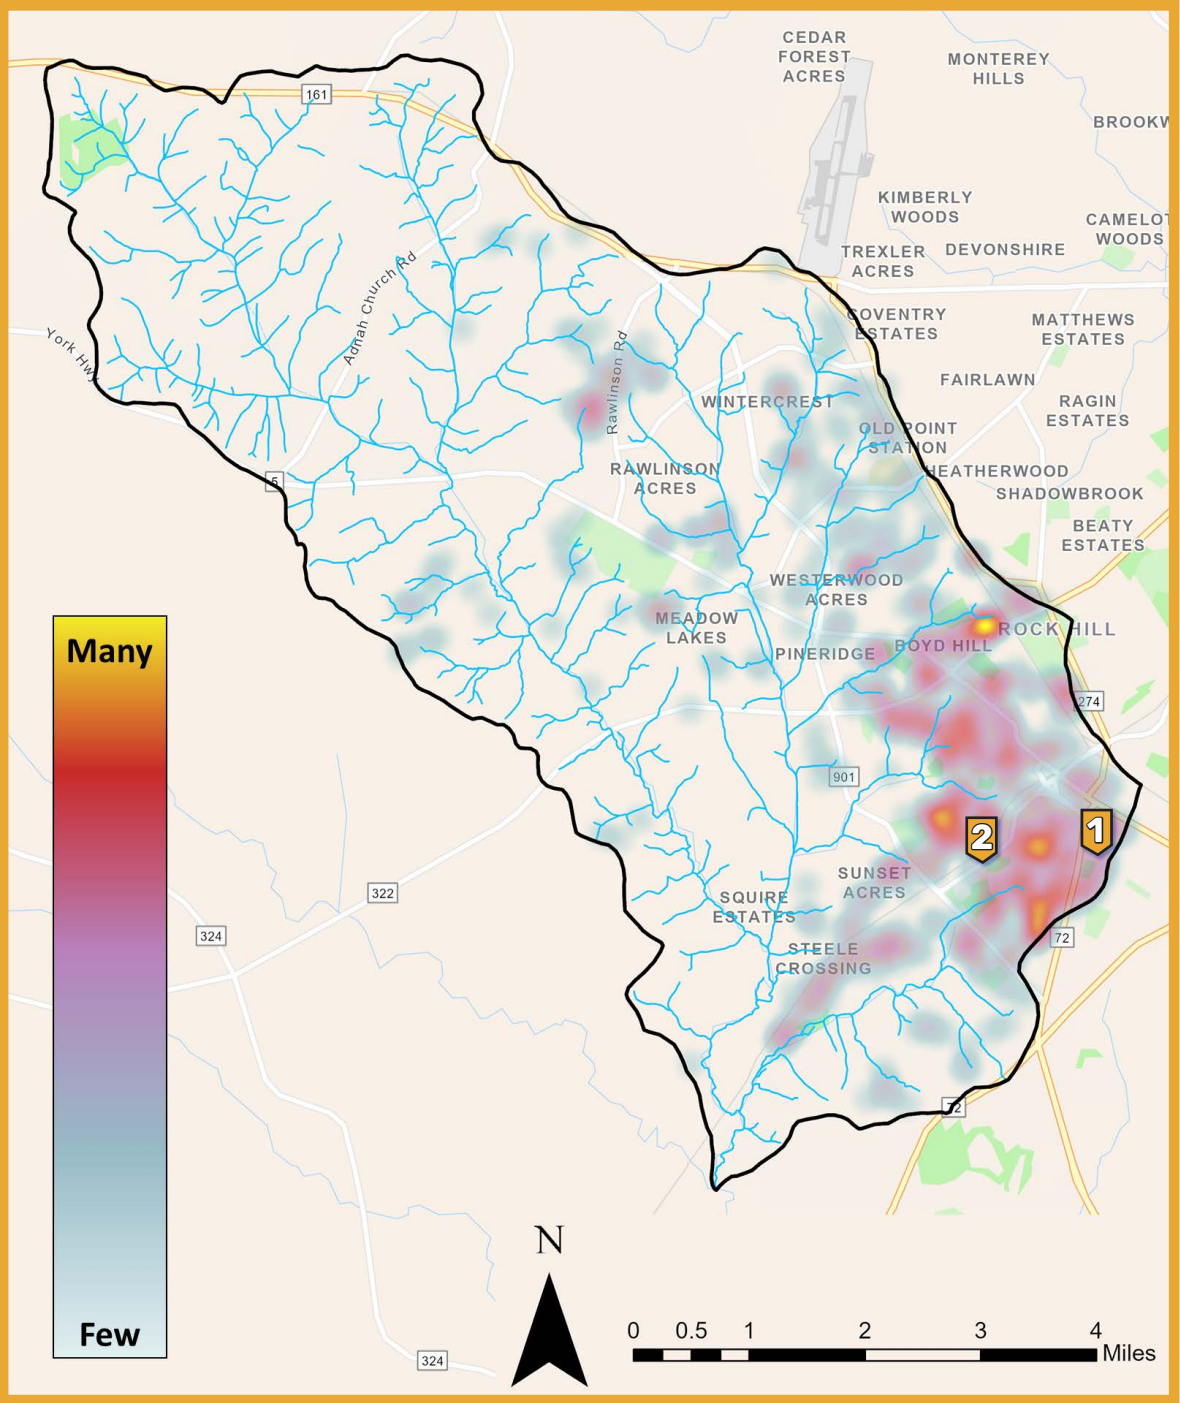 CEDAR
FOREST
ACRES
MONTEREY
HILLS
161
BROOKW
KIMBERLY
WOODS
CAMELOT
WOODS
TREXLER
ACRES
DEVONSHIRE
Adnah Church Rd
COVENTRY
ESTATES
MATTHEWS
ESTATES
York Hwy
Rawlinson Rd
FAIRLAWN
WINTERCREST
RAGIN
ESTATES
OLD POINT
STATION
RAWLINSON
ACRES
HEATHERWOOD
5
SHADOWBROOK
BEATY
ESTATES
WESTERWOOD
ACRES
MEADOW
LAKES
ROCK HILL
BOYD HILL
PINERIDGE
Many
274
901
1
2
SUNSET
ACRES
322
SQUIRE
ESTATES
324
72
STEELE
CROSSING
72
N
Few
0 0.5 1 2 3 4
Miles
324